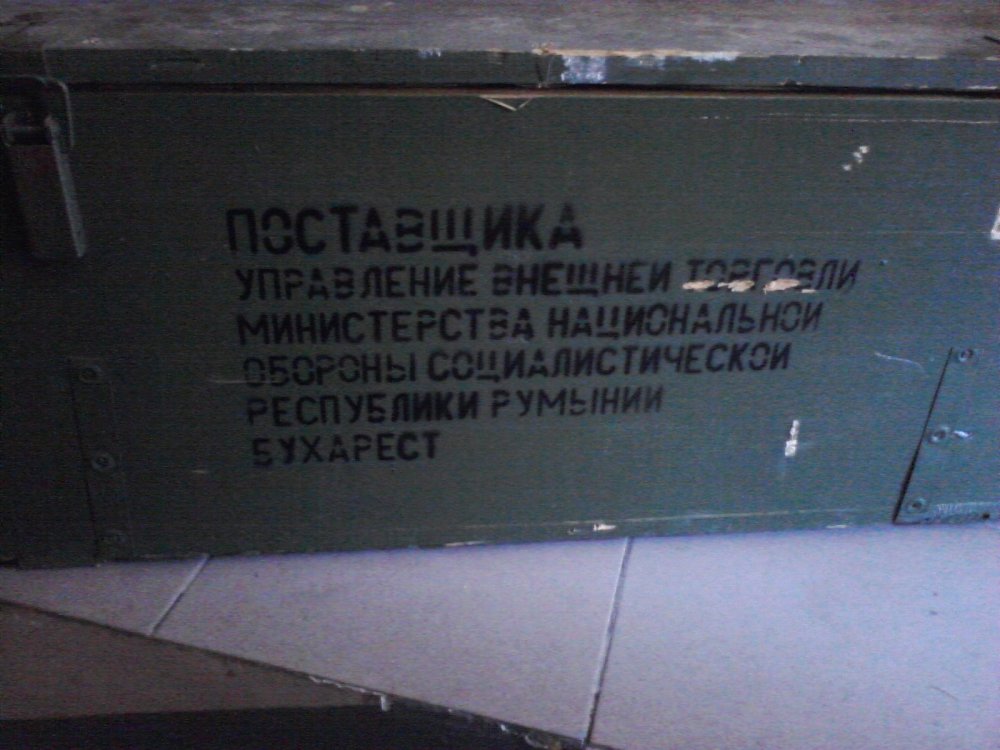 ПОСТАВЩИКА
УПРАВЛЕНИЕ ВНЕШНЕЙ ТОРГОВЛИ
МИНИСТЕРСТВА НАЦИОНАЛЬНОЙ
ОБОРОНЫ СОЦИАЛИСТИЧЕСКОЙ
РЕСПУБЛИКИ РУМЫНИИ
БУХАРЕСТ